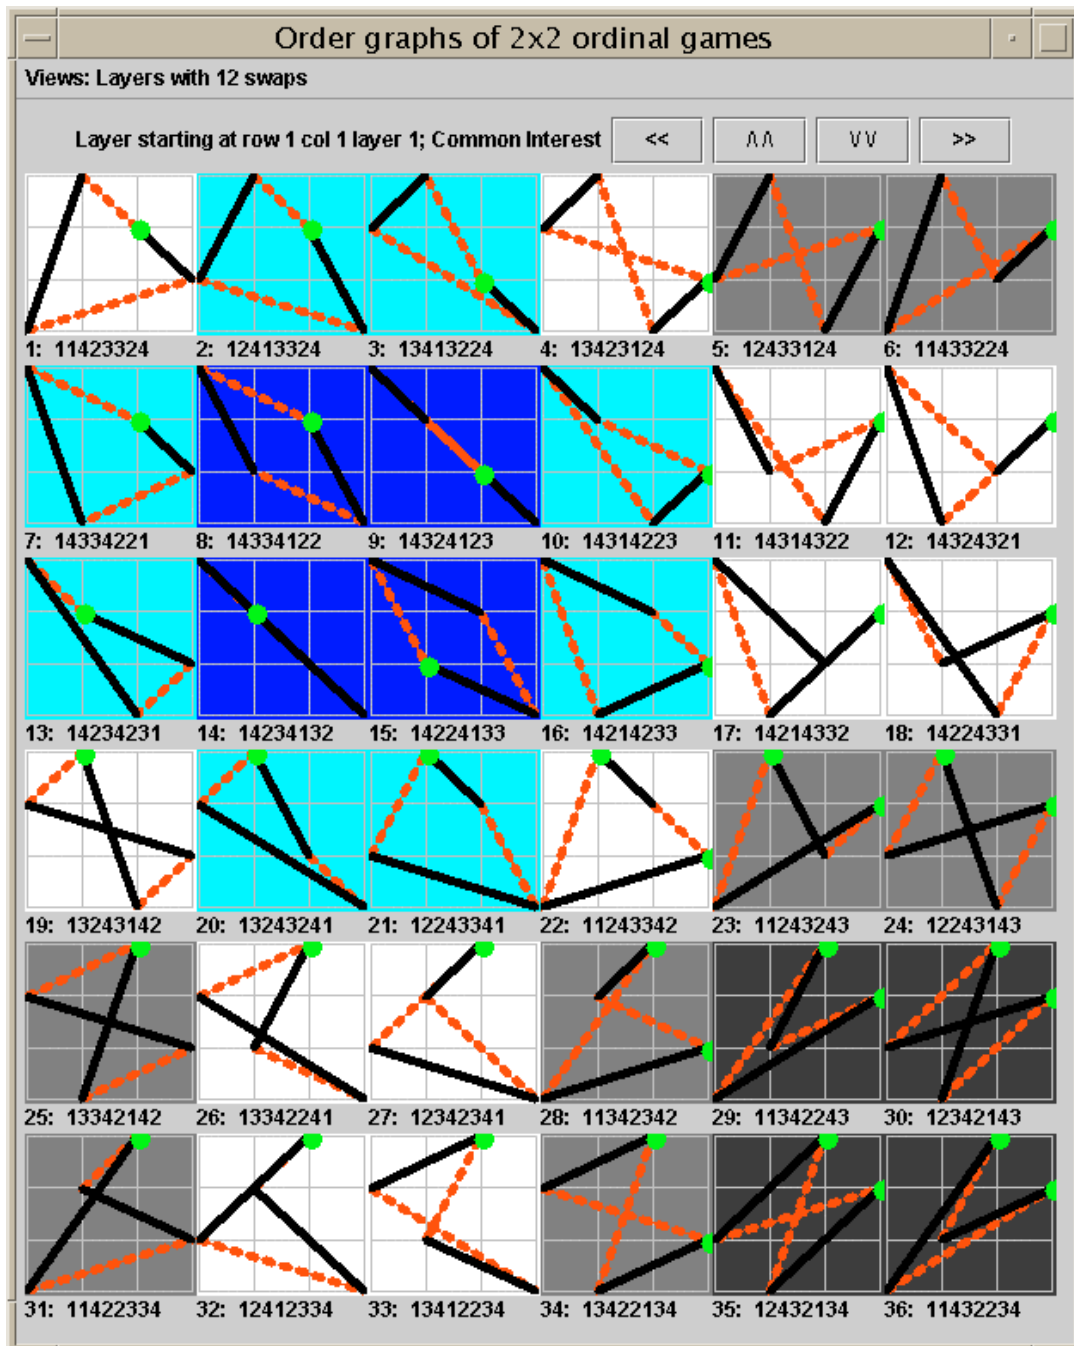 Order graphs of 2x2 ordinal games
Views: Layers with 12 swaps
Layer starting at row 1 col 1 layer 1; Common Interest << ΛΛ VV >>
1: 11423324 2: 12413324 3: 13413224 4: 13423124 5: 12433124 6: 11433224
7: 14334221 8: 14334122 9: 14324123 10: 14314223 11: 14314322 12: 14324321
13: 14234231 14: 14234132 15: 14224133 16: 14214233 17: 14214332 18: 14224331
19: 13243142 20: 13243241 21: 12243341 22: 11243342 23: 11243243 24: 12243143
25: 13342142 26: 13342241 27: 12342341 28: 11342342 29: 11342243 30: 12342143
31: 11422334 32: 12412334 33: 13412234 34: 13422134 35: 12432134 36: 11432234